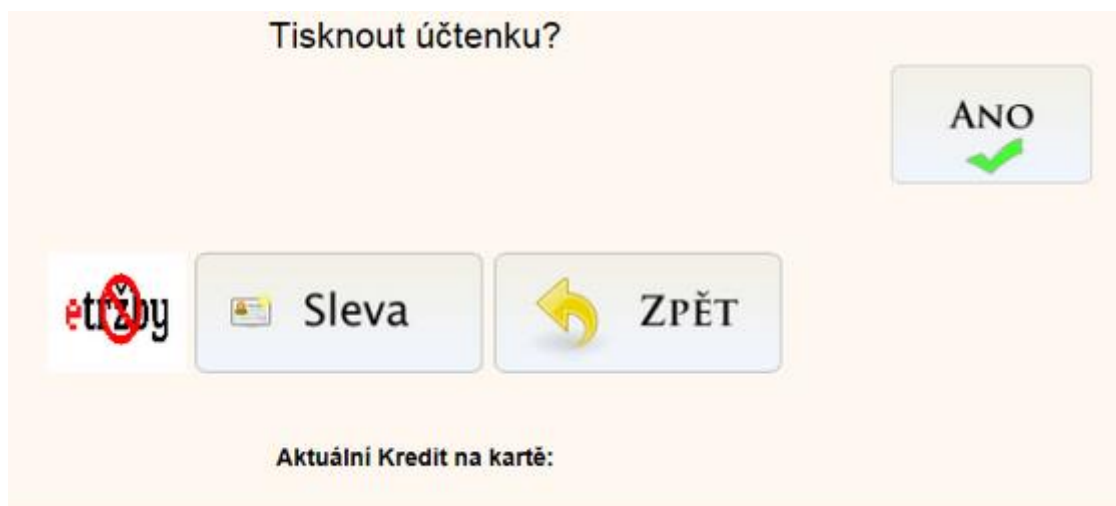 Tisknout účtenku?
ANO
etržby
Sleva
ZPĚT
Aktuální Kredit na kartě: